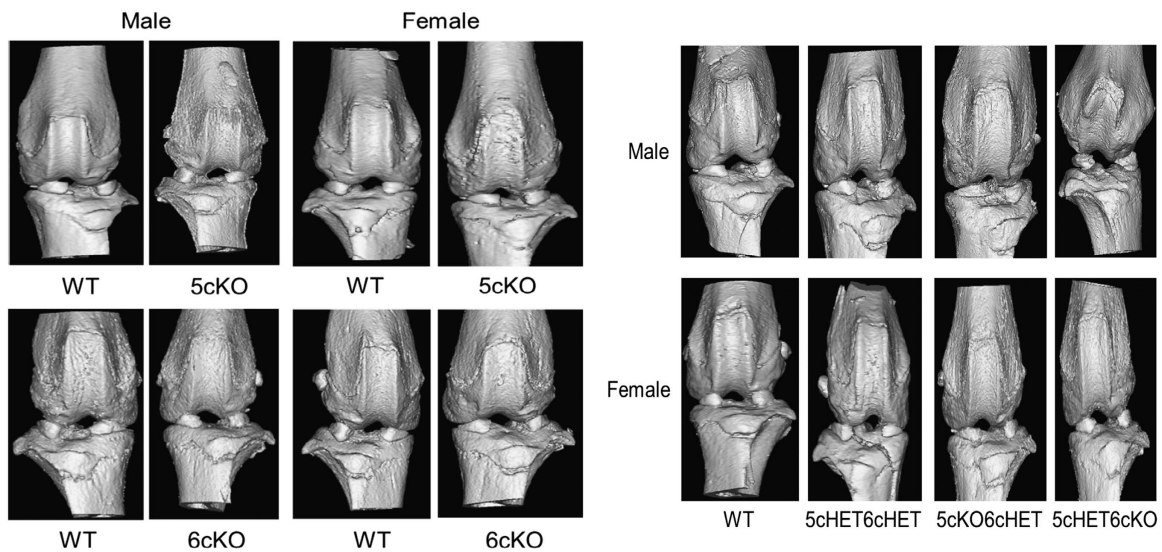 Male Female
WT 5cKO WT 5cKO
WT 6cKO WT 6cKO
Male
Female
WT 5cHET6cHET 5cKO6cHET 5cHET6cKO